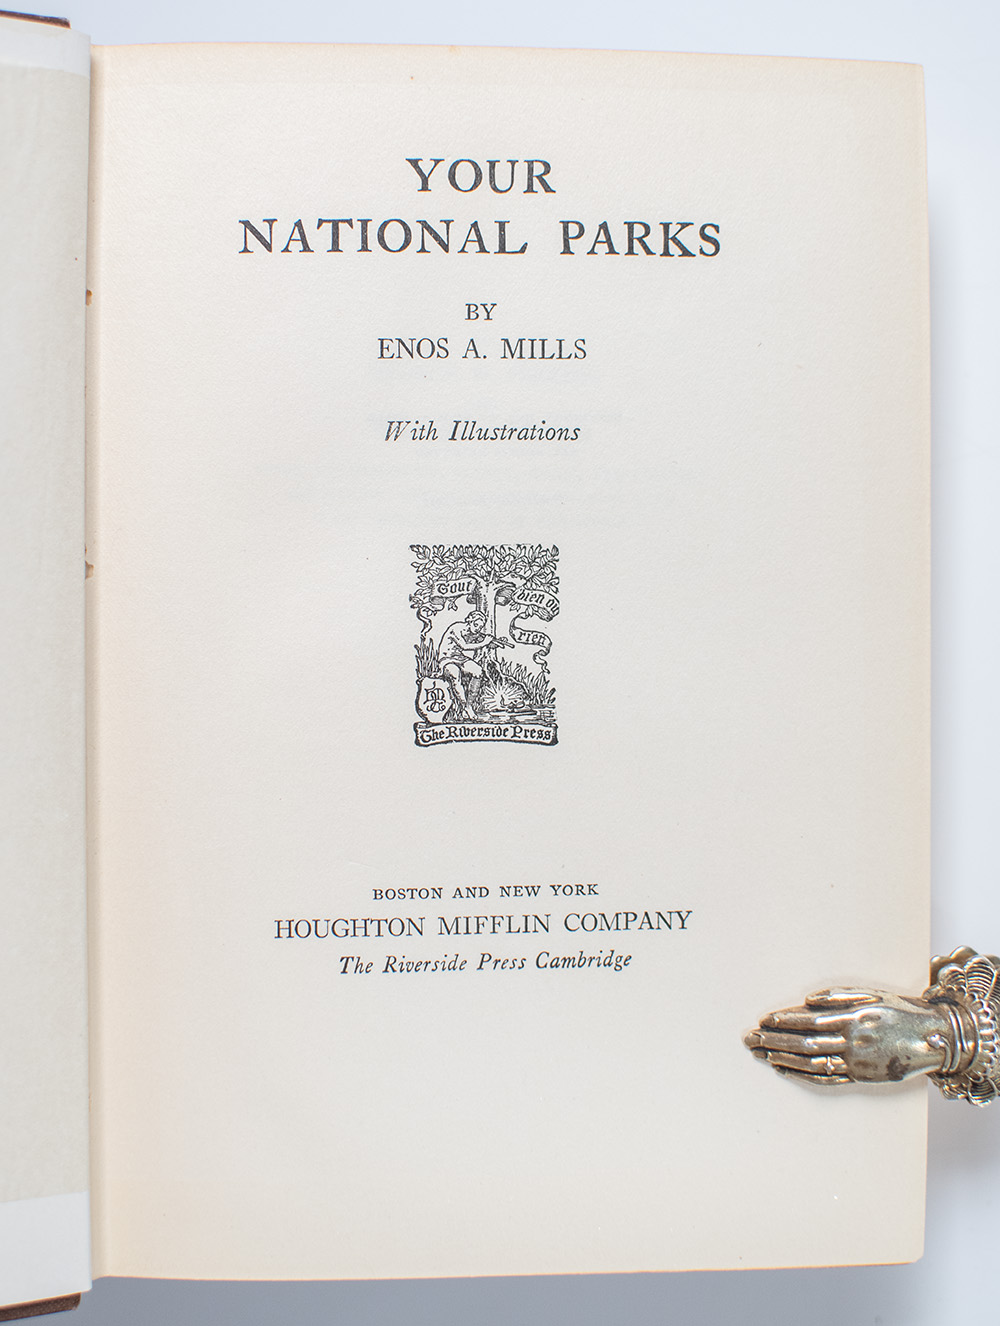 YOUR
NATIONAL PARKS
BY
ENOS A. MILLS
With Illustrations
Tout
bien ou
rien
The Riverside Press
BOSTON AND NEW YORK
HOUGHTON MIFFLIN COMPANY
The Riverside Press Cambridge